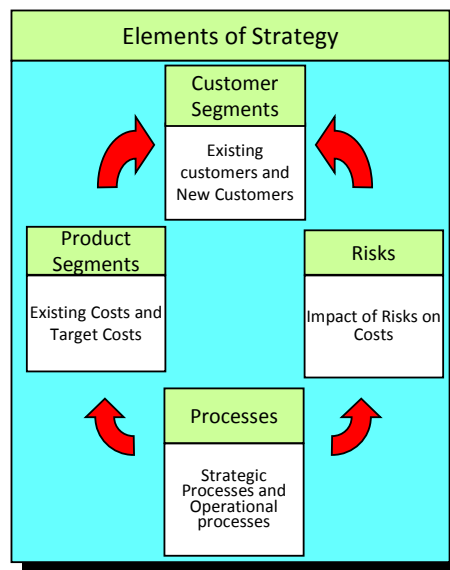 Elements of Strategy
Customer
Segments
Existing
customers and
New Customers
Product
Segments
Existing Costs and
Target Costs
Risks
Impact of Risks on
Costs
Processes
Strategic
Processes and
Operational
processes